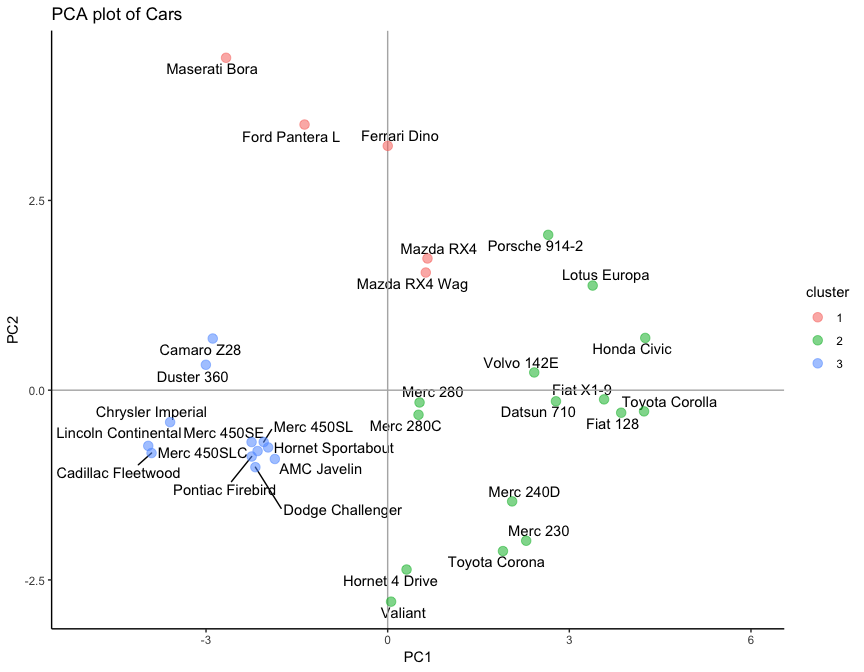 PCA plot of Cars
Maserati Bora
Ford Pantera L
Ferrari Dino
2.5
Mazda RX4
Porsche 914-2
Lotus Europa
Mazda RX4 Wag
cluster
1
2
3
PC2
Camaro Z28
Honda Civic
Volvo 142E
Duster 360
0.0
Merc 280
Fiat X1-9
Toyota Corolla
Chrysler Imperial
Datsun 710
Merc 280C
Fiat 128
Lincoln Continental
Merc 450SE
Merc 450SL
Merc 450SLC
Hornet Sportabout
Cadillac Fleetwood
AMC Javelin
Pontiac Firebird
Merc 240D
Dodge Challenger
Merc 230
Toyota Corona
-2.5
Hornet 4 Drive
Valiant
-3
0
3
6
PC1